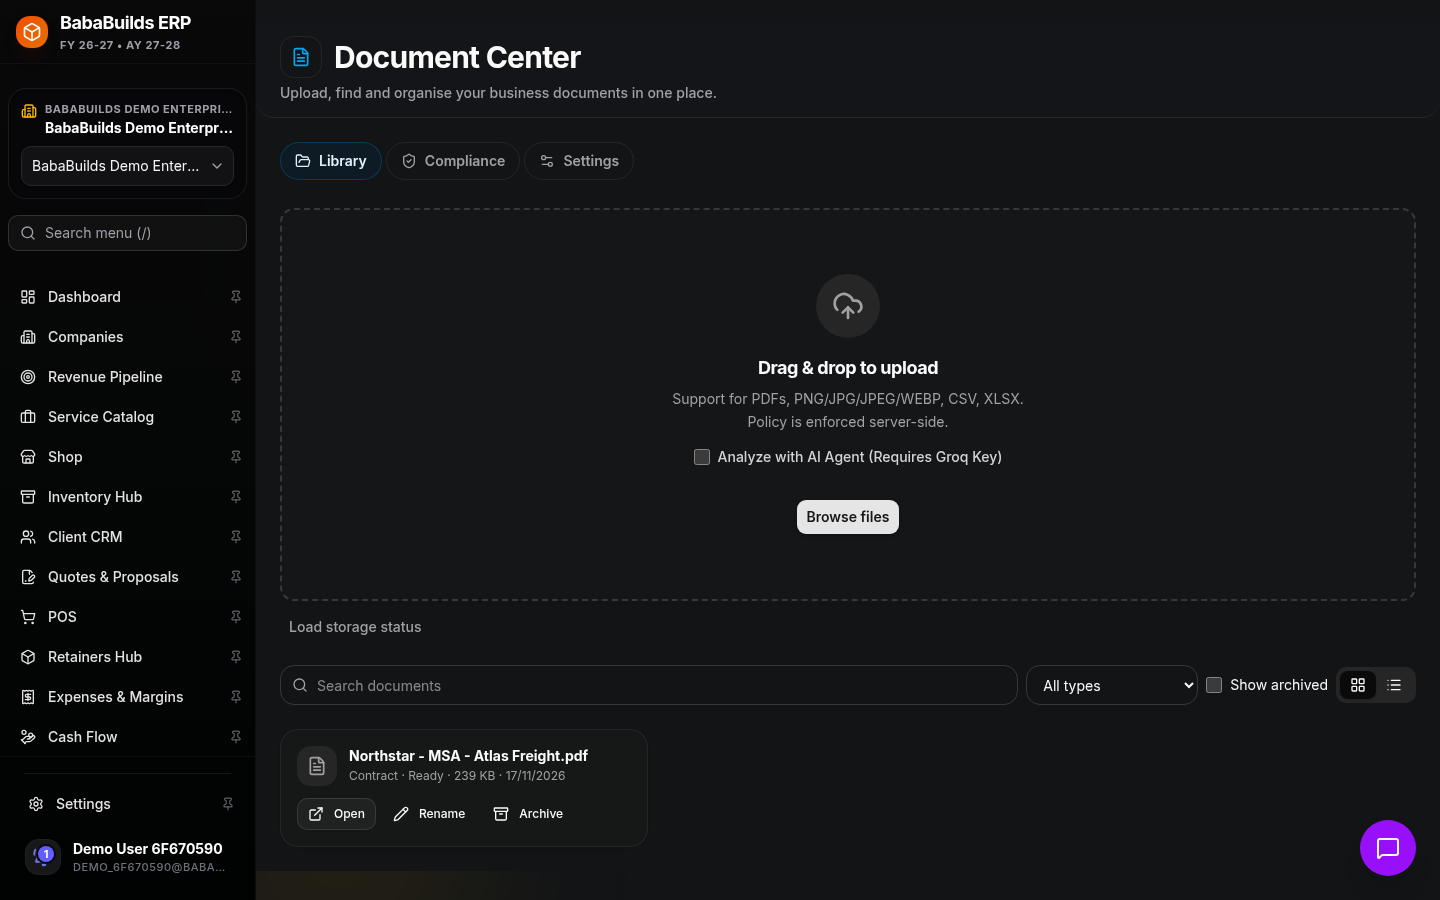 BabaBuilds ERP
FY 26-27 • AY 27-28
BABABUILDS DEMO ENTERPRI...
BabaBuilds Demo Enterpr...
BabaBuilds Demo Enter...
Search menu (/)
Dashboard
Companies
Revenue Pipeline
Service Catalog
Shop
Inventory Hub
Client CRM
Quotes & Proposals
POS
Retainers Hub
Expenses & Margins
Cash Flow
Settings
1
Demo User 6F670590
DEMO_6F670590@BABA...
Document Center
Upload, find and organise your business documents in one place.
Library
Compliance
Settings
Drag & drop to upload
Support for PDFs, PNG/JPG/JPEG/WEBP, CSV, XLSX.
Policy is enforced server-side.
Analyze with AI Agent (Requires Groq Key)
Browse files
Load storage status
Search documents
All types
Show archived
Northstar - MSA - Atlas Freight.pdf
Contract · Ready · 239 KB · 17/11/2026
Open
Rename
Archive